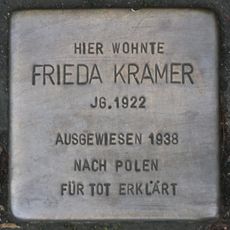 HIER WOHNTE
FRIEDA KRAMER
JG. 1922
AUSGEWIESEN 1938
NACH POLEN
FÜR TOT ERKLÄRT